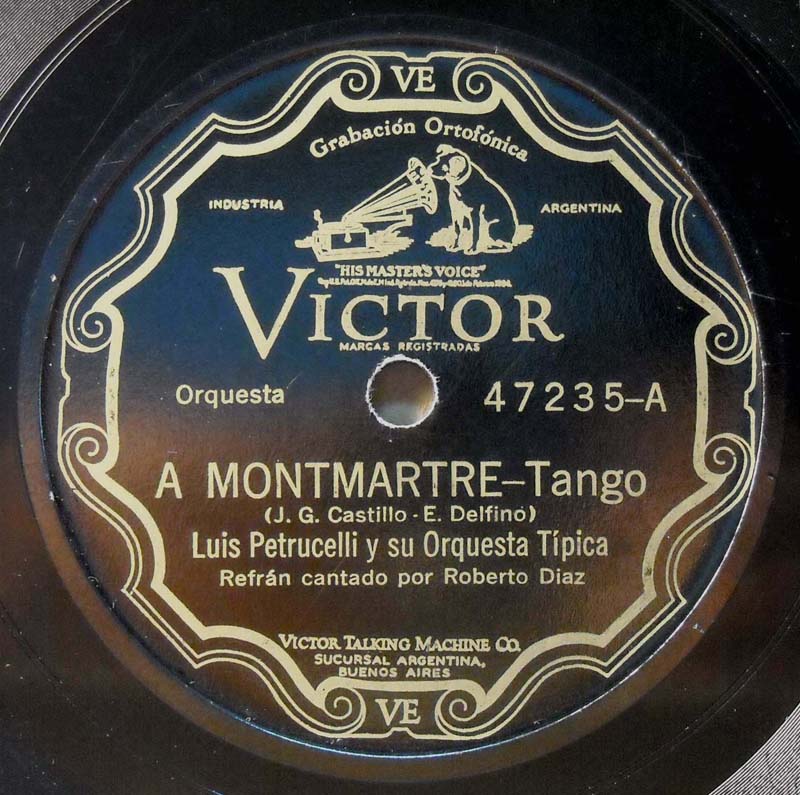 VE
Grabación Ortofónica
INDUSTRIA ARGENTINA
"HIS MASTER'S VOICE"
VICTOR
MARCAS REGISTRADAS
Orquesta 47235-A
A MONTMARTRE-Tango
(J. G. Castillo - E. Delfino)
Luis Petrucelli y su Orquesta Típica
Refrán cantado por Roberto Diaz
VICTOR TALKING MACHINE CO.
SUCURSAL ARGENTINA,
BUENOS AIRES
VE